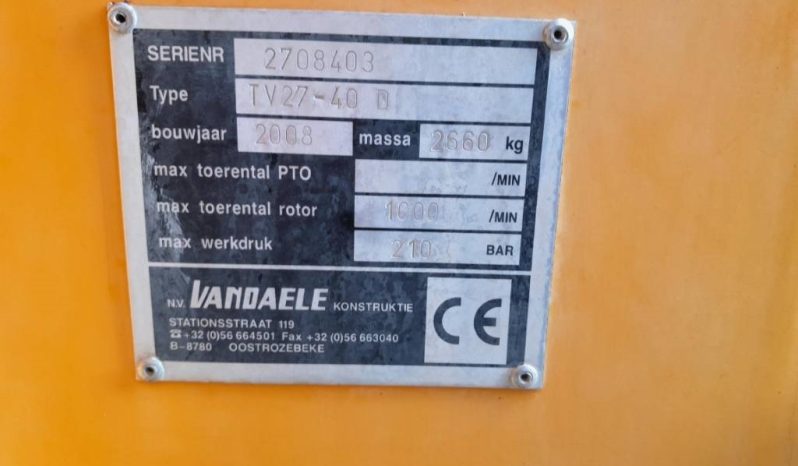 SERIENR 2708403
Type TV27-40 D
bouwjaar 2008 massa 2660 kg
max toerental PTO /MIN
max toerental rotor 1000 /MIN
max werkdruk 210 BAR
N.V. VANDAELE KONSTRUKTIE
STATIONSSTRAAT 119
☎+32 (0)56 664501 Fax +32 (0)56 663040
B-8780 OOSTROZEBEKE
CE